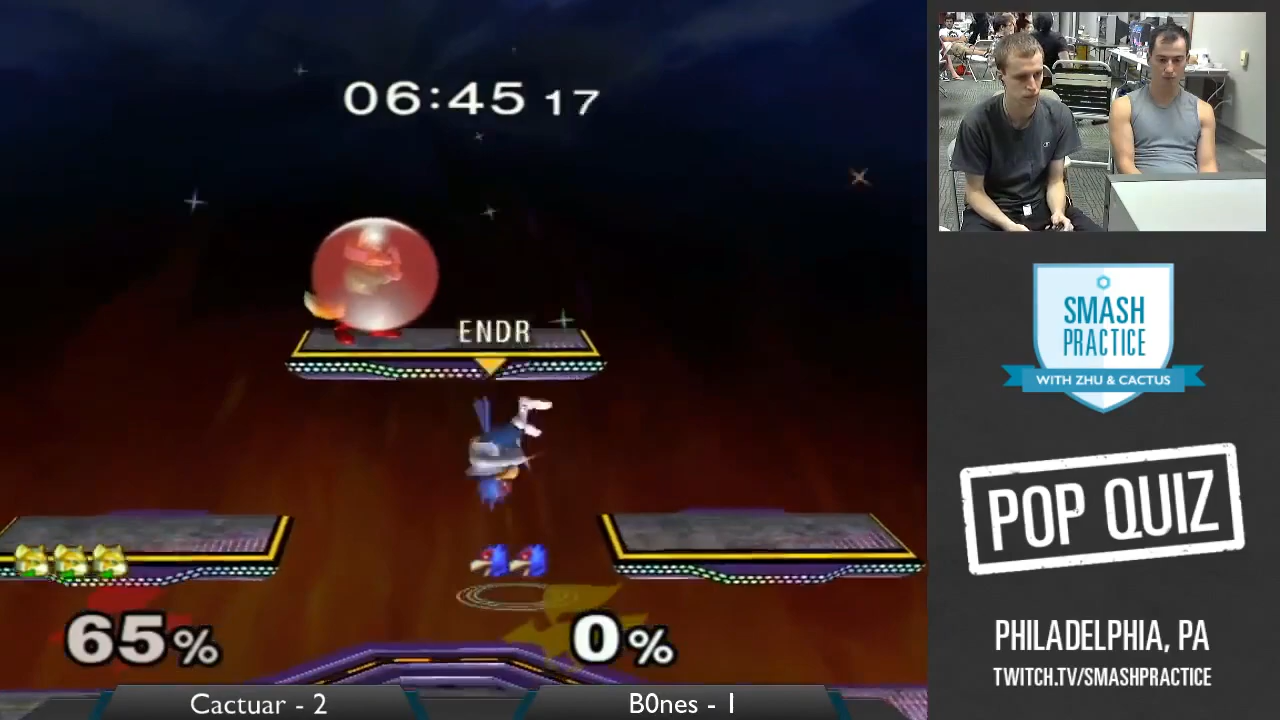 06:45 17
ENDR
65%
0%
Cactuar - 2
B0nes - 1
SMASH
PRACTICE
WITH ZHU & CACTUS
POP QUIZ
PHILADELPHIA, PA
TWITCH.TV/SMASHPRACTICE